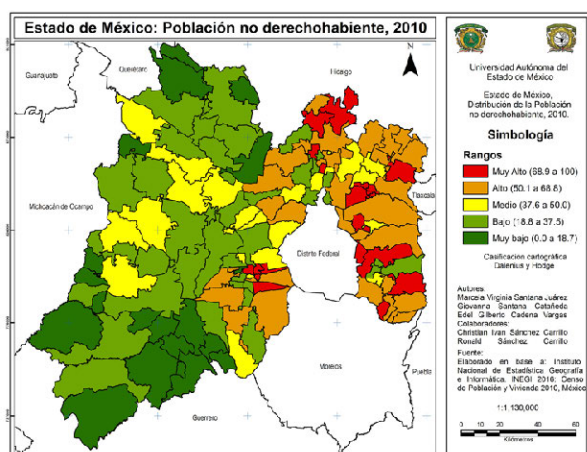 Estado de México: Población no derechohabiente, 2010
Guanajuato
Querétaro
Hidalgo
Michoacán de Ocampo
Tlaxcala
Distrito Federal
Morelos
Puebla
Guerrero
Universidad Autónoma del
Estado de México
Estado de México,
Distribución de la Población
no derechohabiente, 2010.
Simbología
Rangos
Muy Alto (68.9 a 100)
Alto (50.1 a 68.8)
Medio (37.6 a 50.0)
Bajo (18.8 a 37.5)
Muy bajo (0.0 a 18.7)
Casificación cartográfica
Dalenius y Hodge
Autores:
Marcela Virginia Santana Juárez
Giovanna Santana Castañeda
Edel Gilberto Cadena Vargas
Colaboradores:
Christian Ivan Sánchez Carrillo
Ronald Sánchez Carrillo
Fuente:
Elaborado en base a: Instituto
Nacional de Estadística Geografía
e Informática, INEGI 2010: Censo
de Población y Vivienda 2010, México
1:1,130,000
0 10 20 40 60
Kilómetros